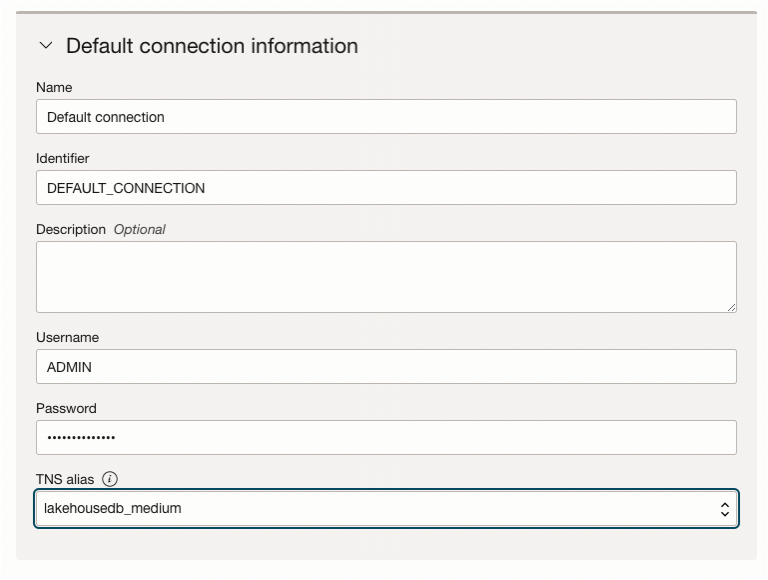 Default connection information
Name
Default connection
Identifier
DEFAULT_CONNECTION
Description Optional
Username
ADMIN
Password
••••••••••••••
TNS alias i
lakehousedb_medium